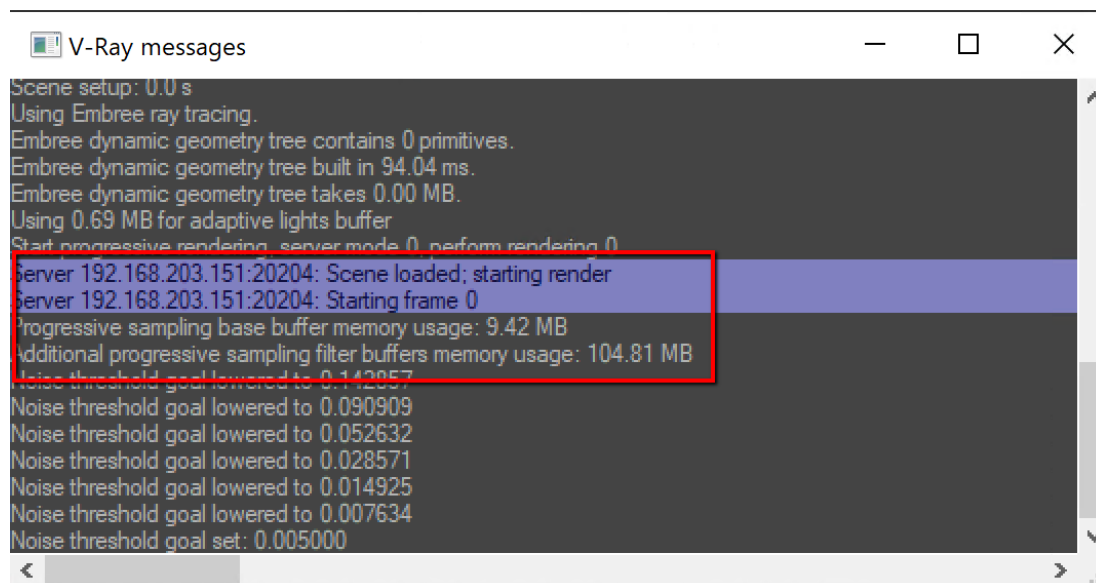 V-Ray messages
Scene setup: 0.0 s
Using Embree ray tracing.
Embree dynamic geometry tree contains 0 primitives.
Embree dynamic geometry tree built in 94.04 ms.
Embree dynamic geometry tree takes 0.00 MB.
Using 0.69 MB for adaptive lights buffer
Start progressive rendering, server mode 0, perform rendering 0
Server 192.168.203.151:20204: Scene loaded; starting render
Server 192.168.203.151:20204: Starting frame 0
Progressive sampling base buffer memory usage: 9.42 MB
Additional progressive sampling filter buffers memory usage: 104.81 MB
Noise threshold goal lowered to 0.142857
Noise threshold goal lowered to 0.090909
Noise threshold goal lowered to 0.052632
Noise threshold goal lowered to 0.028571
Noise threshold goal lowered to 0.014925
Noise threshold goal lowered to 0.007634
Noise threshold goal set: 0.005000